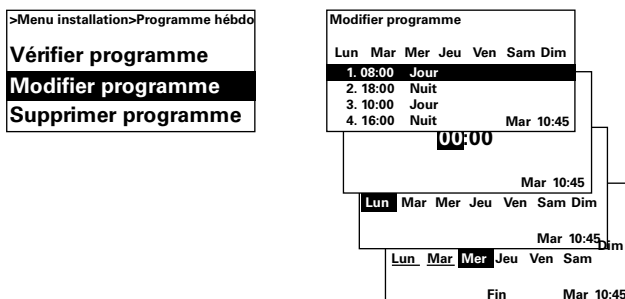 >Menu installation>Programme hébdo
Vérifier programme
Modifier programme
Supprimer programme
Modifier programme
Lun Mar Mer Jeu Ven Sam Dim
1. 08:00 Jour
2. 18:00 Nuit
3. 10:00 Jour
4. 16:00 Nuit Mar 10:45
00:00
Mar 10:45
Lun Mar Mer Jeu Ven Sam Dim
Mar 10:45
Lun Mar Mer Jeu Ven Sam Dim
Fin Mar 10:45